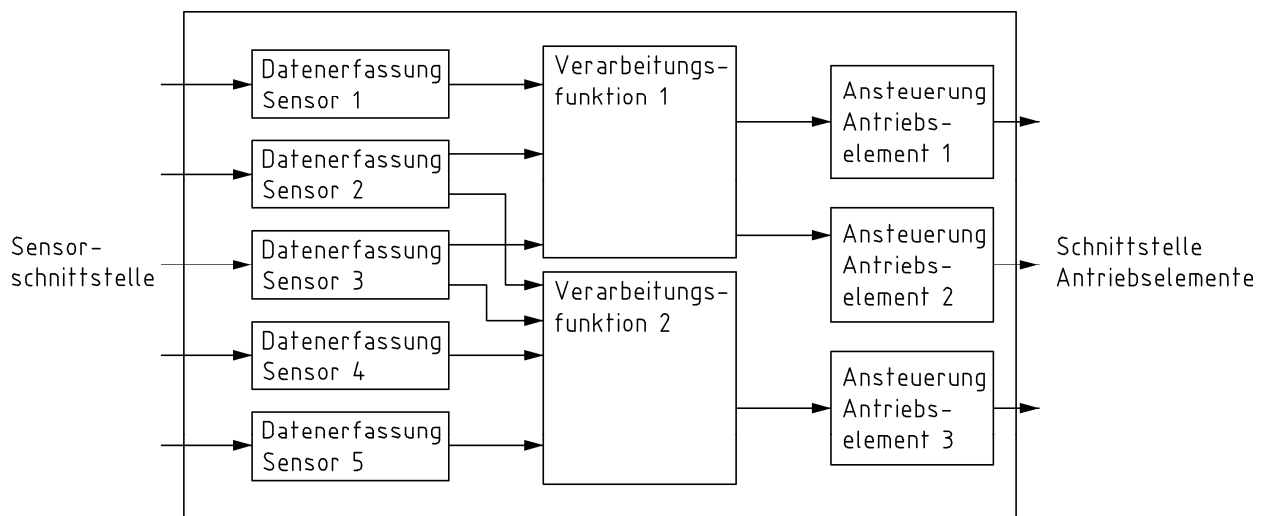 Sensor-
schnittstelle
Datenerfassung
Sensor 1
Datenerfassung
Sensor 2
Datenerfassung
Sensor 3
Datenerfassung
Sensor 4
Datenerfassung
Sensor 5
Verarbeitungs-
funktion 1
Verarbeitungs-
funktion 2
Ansteuerung
Antriebs-
element 1
Ansteuerung
Antriebs-
element 2
Ansteuerung
Antriebs-
element 3
Schnittstelle
Antriebselemente